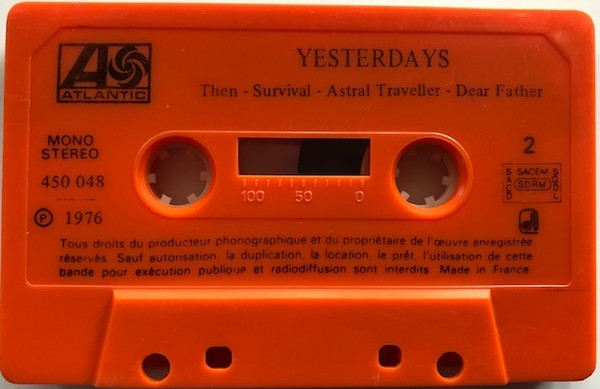 YESTERDAYS
ATLANTIC
Then - Survival - Astral Traveller - Dear Father
MONO
STEREO
2
450 048
SACEM
SACD
SDRM
SGDL
100 50 0
℗ 1976
Tous droits du producteur phonographique et du propriétaire de l'œuvre enregistrée
réservés. Sauf autorisation, la duplication, la location, le prêt, l'utilisation de cette
bande pour exécution publique et radiodiffusion sont interdits. Made in France